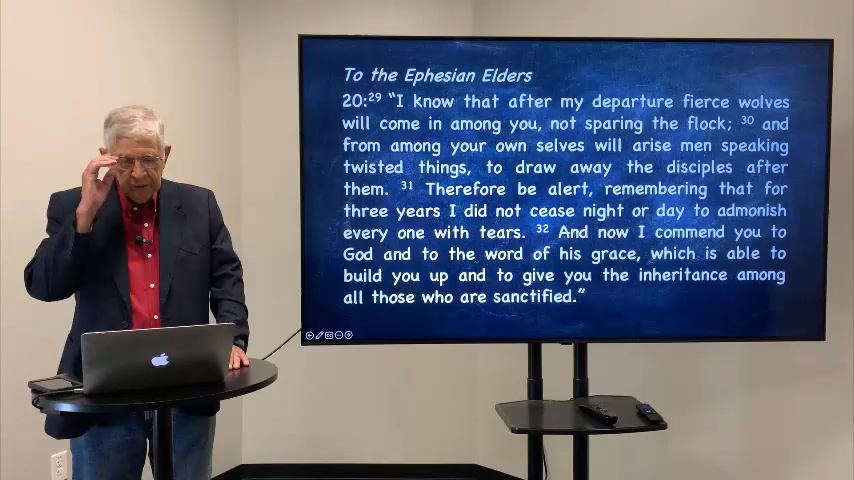 To the Ephesian Elders
20:29 “I know that after my departure fierce wolves
will come in among you, not sparing the flock; 30 and
from among your own selves will arise men speaking
twisted things, to draw away the disciples after
them. 31 Therefore be alert, remembering that for
three years I did not cease night or day to admonish
every one with tears. 32 And now I commend you to
God and to the word of his grace, which is able to
build you up and to give you the inheritance among
all those who are sanctified.”